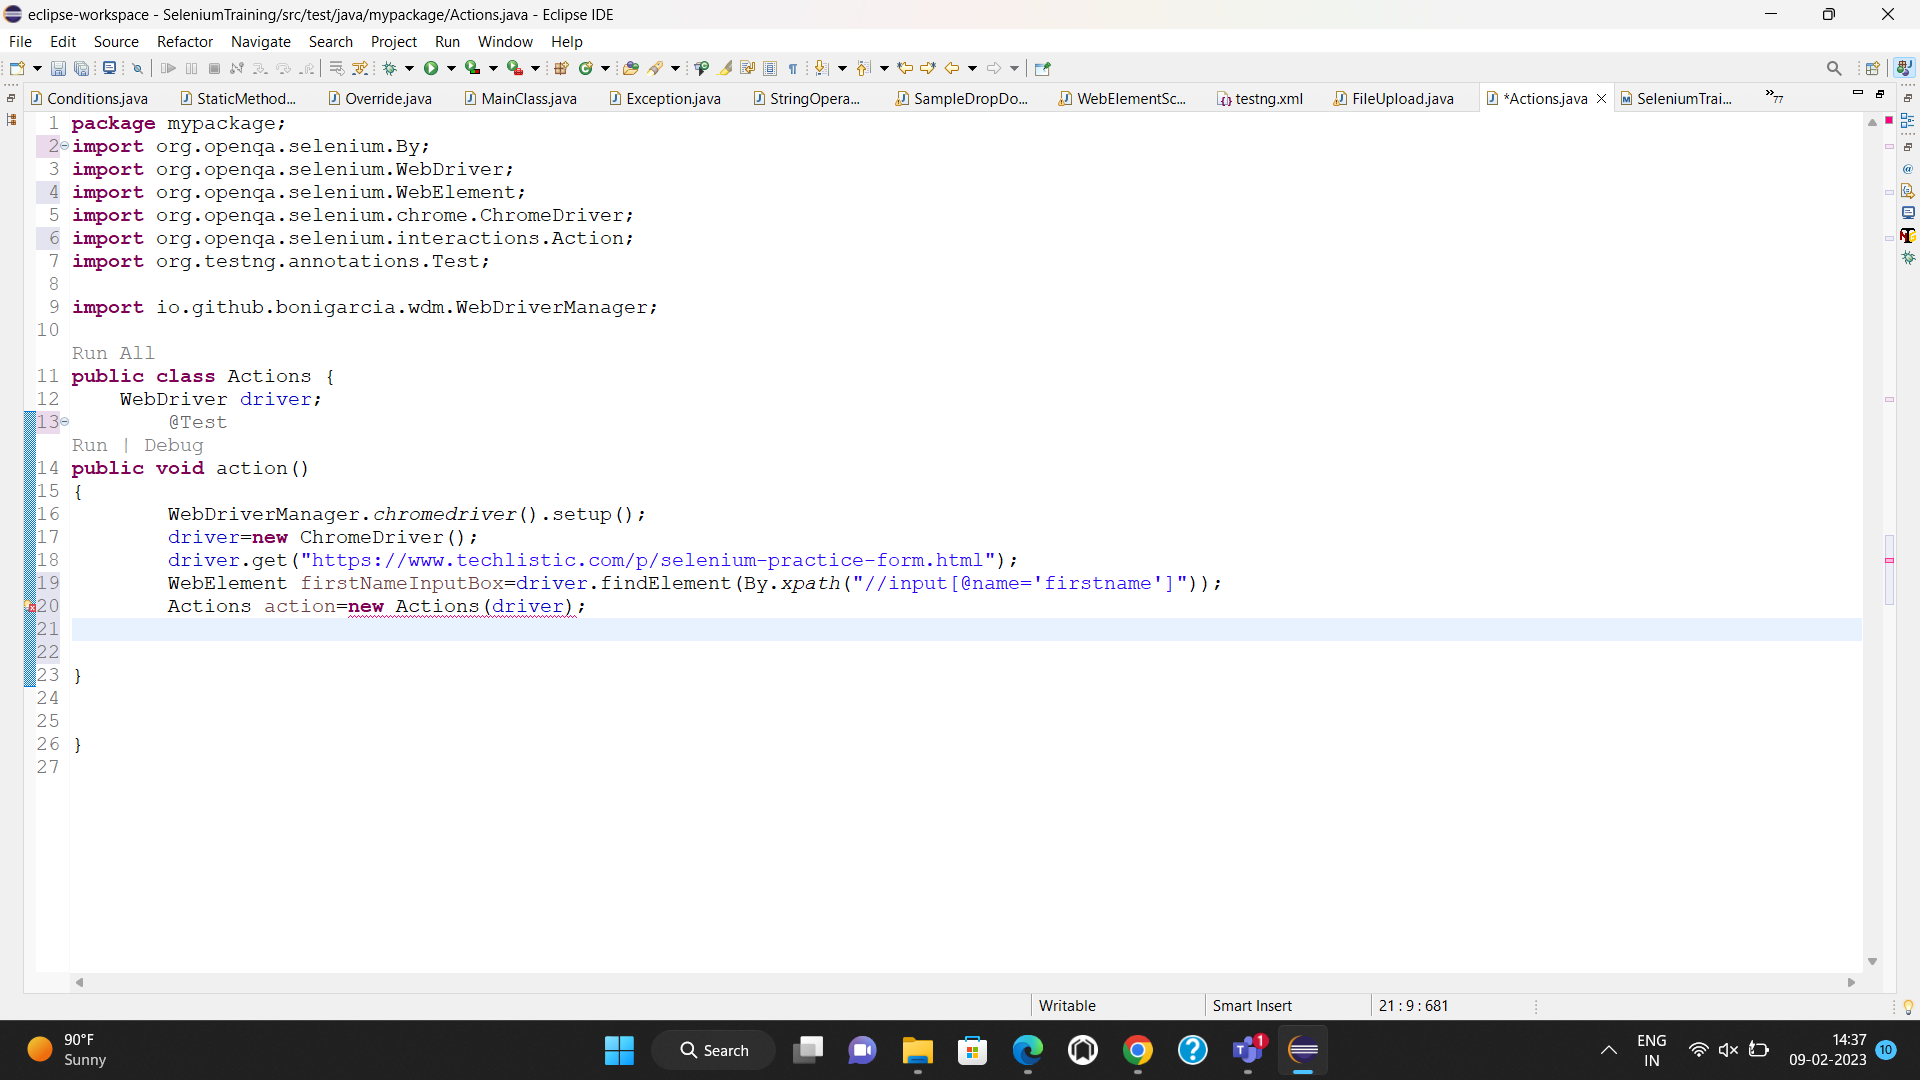 eclipse-workspace - SeleniumTraining/src/test/java/mypackage/Actions.java - Eclipse IDE
File Edit Source Refactor Navigate Search Project Run Window Help
Conditions.java StaticMethod... Override.java MainClass.java Exception.java StringOpera... SampleDropDo... WebElementSc... testng.xml FileUpload.java *Actions.java SeleniumTrai... »77
1 package mypackage;
2 import org.openqa.selenium.By;
3 import org.openqa.selenium.WebDriver;
4 import org.openqa.selenium.WebElement;
5 import org.openqa.selenium.chrome.ChromeDriver;
6 import org.openqa.selenium.interactions.Action;
7 import org.testng.annotations.Test;
8
9 import io.github.bonigarcia.wdm.WebDriverManager;
10
Run All
11 public class Actions {
12 WebDriver driver;
13 @Test
Run | Debug
14 public void action()
15 {
16 WebDriverManager.chromedriver().setup();
17 driver=new ChromeDriver();
18 driver.get("https://www.techlistic.com/p/selenium-practice-form.html");
19 WebElement firstNameInputBox=driver.findElement(By.xpath("//input[@name='firstname']"));
20 Actions action=new Actions(driver);
21
22
23 }
24
25
26 }
27
Writable Smart Insert 21 : 9 : 681
90°F
Sunny
Search
1
ENG
IN
14:37
09-02-2023
10